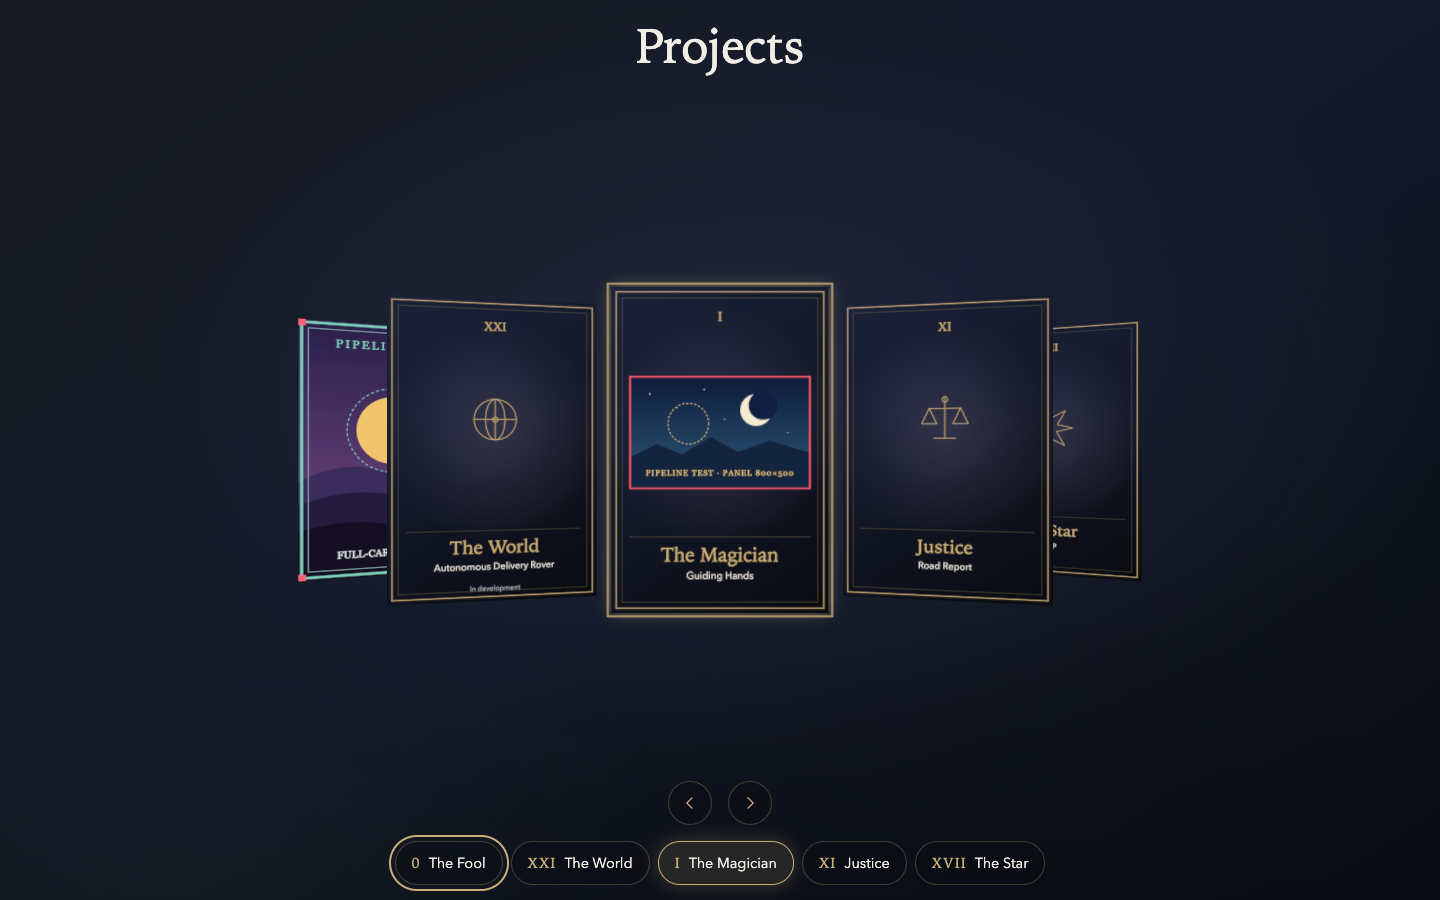 Projects
PIPELI
FULL-CAR
XXI
The World
Autonomous Delivery Rover
In development
I
PIPELINE TEST · PANEL 800×500
The Magician
Guiding Hands
XI
Justice
Road Report
II
Star
P
0 The Fool
XXI The World
I The Magician
XI Justice
XVII The Star